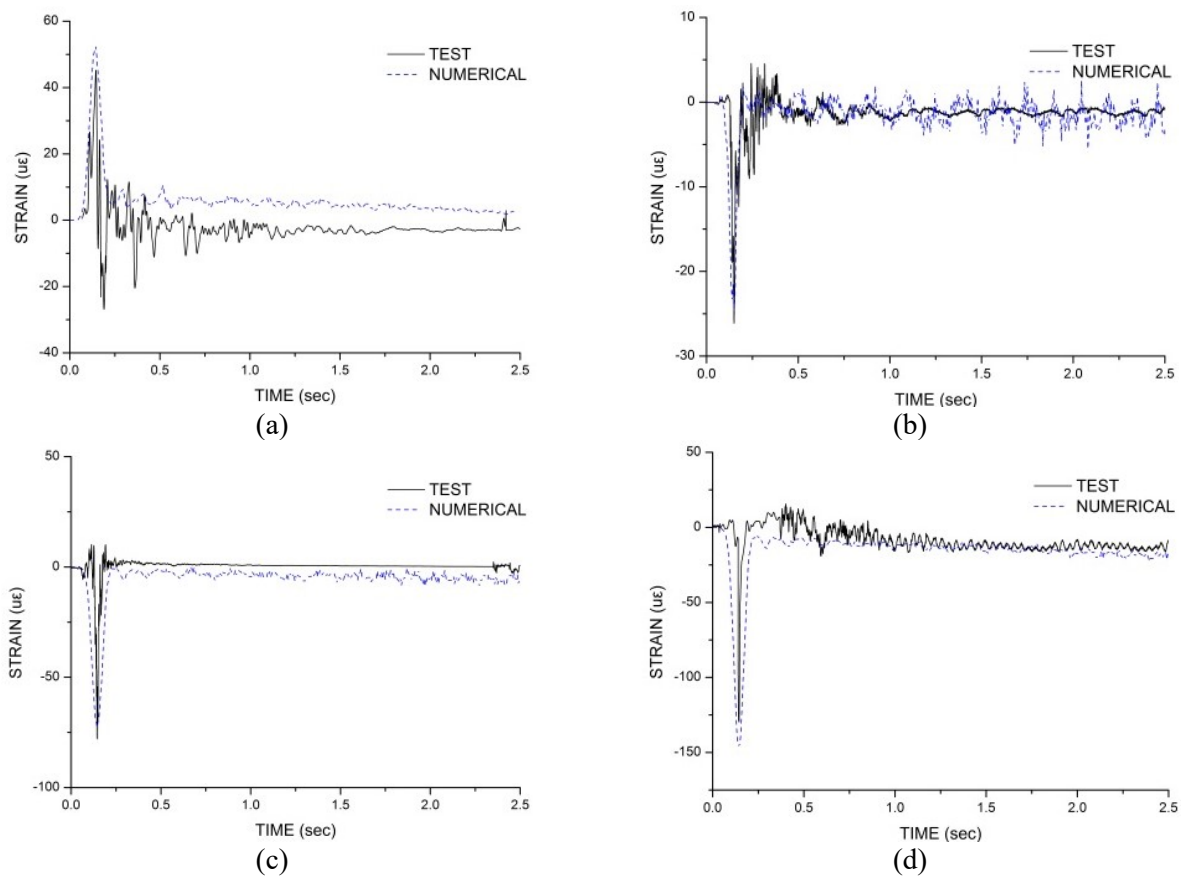 60
40
20
0
-20
-40
STRAIN (uε)
TEST
NUMERICAL
0.0 0.5 1.0 1.5 2.0 2.5
TIME (sec)
(a)
10
0
-10
-20
-30
STRAIN (uε)
TEST
NUMERICAL
0.0 0.5 1.0 1.5 2.0 2.5
TIME (sec)
(b)
50
0
-50
-100
STRAIN (uε)
TEST
NUMERICAL
0.0 0.5 1.0 1.5 2.0 2.5
TIME (sec)
(c)
50
0
-50
-100
-150
STRAIN (uε)
TEST
NUMERICAL
0.0 0.5 1.0 1.5 2.0 2.5
TIME (sec)
(d)